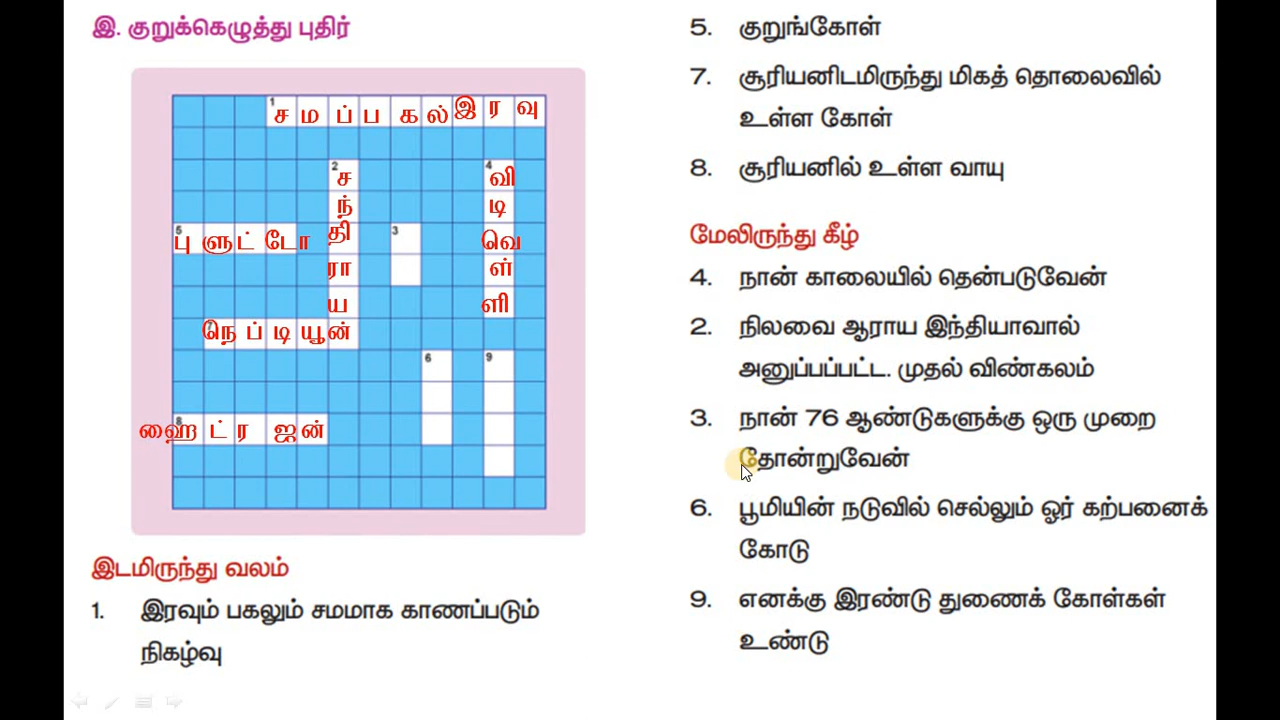 இ. குறுக்கெழுத்து புதிர்
1
ச ம ப் ப க ல் இ ர வு
2
ச
ந்
தி
ரா
ய
ன்
4
வி
டி
வெ
ள்
ளி
5
பு ளு ட் டோ
3
நே ப் டி யூ ன்
6
9
8
ஹை ட் ர ஜ ன்
இடமிருந்து வலம்
1. இரவும் பகலும் சமமாக காணப்படும்
நிகழ்வு
5. குறுங்கோள்
7. சூரியனிடமிருந்து மிகத் தொலைவில்
உள்ள கோள்
8. சூரியனில் உள்ள வாயு
மேலிருந்து கீழ்
4. நான் காலையில் தென்படுவேன்
2. நிலவை ஆராய இந்தியாவால்
அனுப்பப்பட்ட. முதல் விண்கலம்
3. நான் 76 ஆண்டுகளுக்கு ஒரு முறை
தோன்றுவேன்
6. பூமியின் நடுவில் செல்லும் ஓர் கற்பனைக்
கோடு
9. எனக்கு இரண்டு துணைக் கோள்கள்
உண்டு